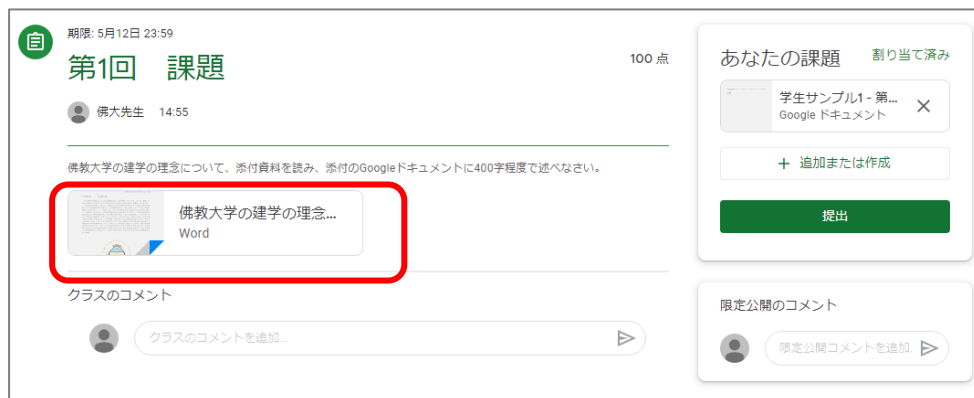 期限: 5月12日 23:59
第1回　課題
100 点
佛大先生　14:55
佛教大学の建学の理念について、添付資料を読み、添付のGoogleドキュメントに400字程度で述べなさい。
佛教大学の建学の理念...
Word
クラスのコメント
クラスのコメントを追加...
あなたの課題
割り当て済み
学生サンプル1 - 第...
Google ドキュメント
＋ 追加または作成
提出
限定公開のコメント
限定公開コメントを追加.